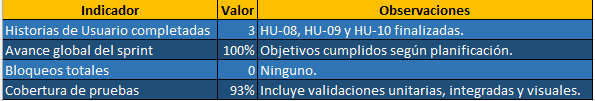 Indicador Valor Observaciones
Historias de Usuario completadas 3 HU-08, HU-09 y HU-10 finalizadas.
Avance global del sprint 100% Objetivos cumplidos según planificación.
Bloqueos totales 0 Ninguno.
Cobertura de pruebas 93% Incluye validaciones unitarias, integradas y visuales.